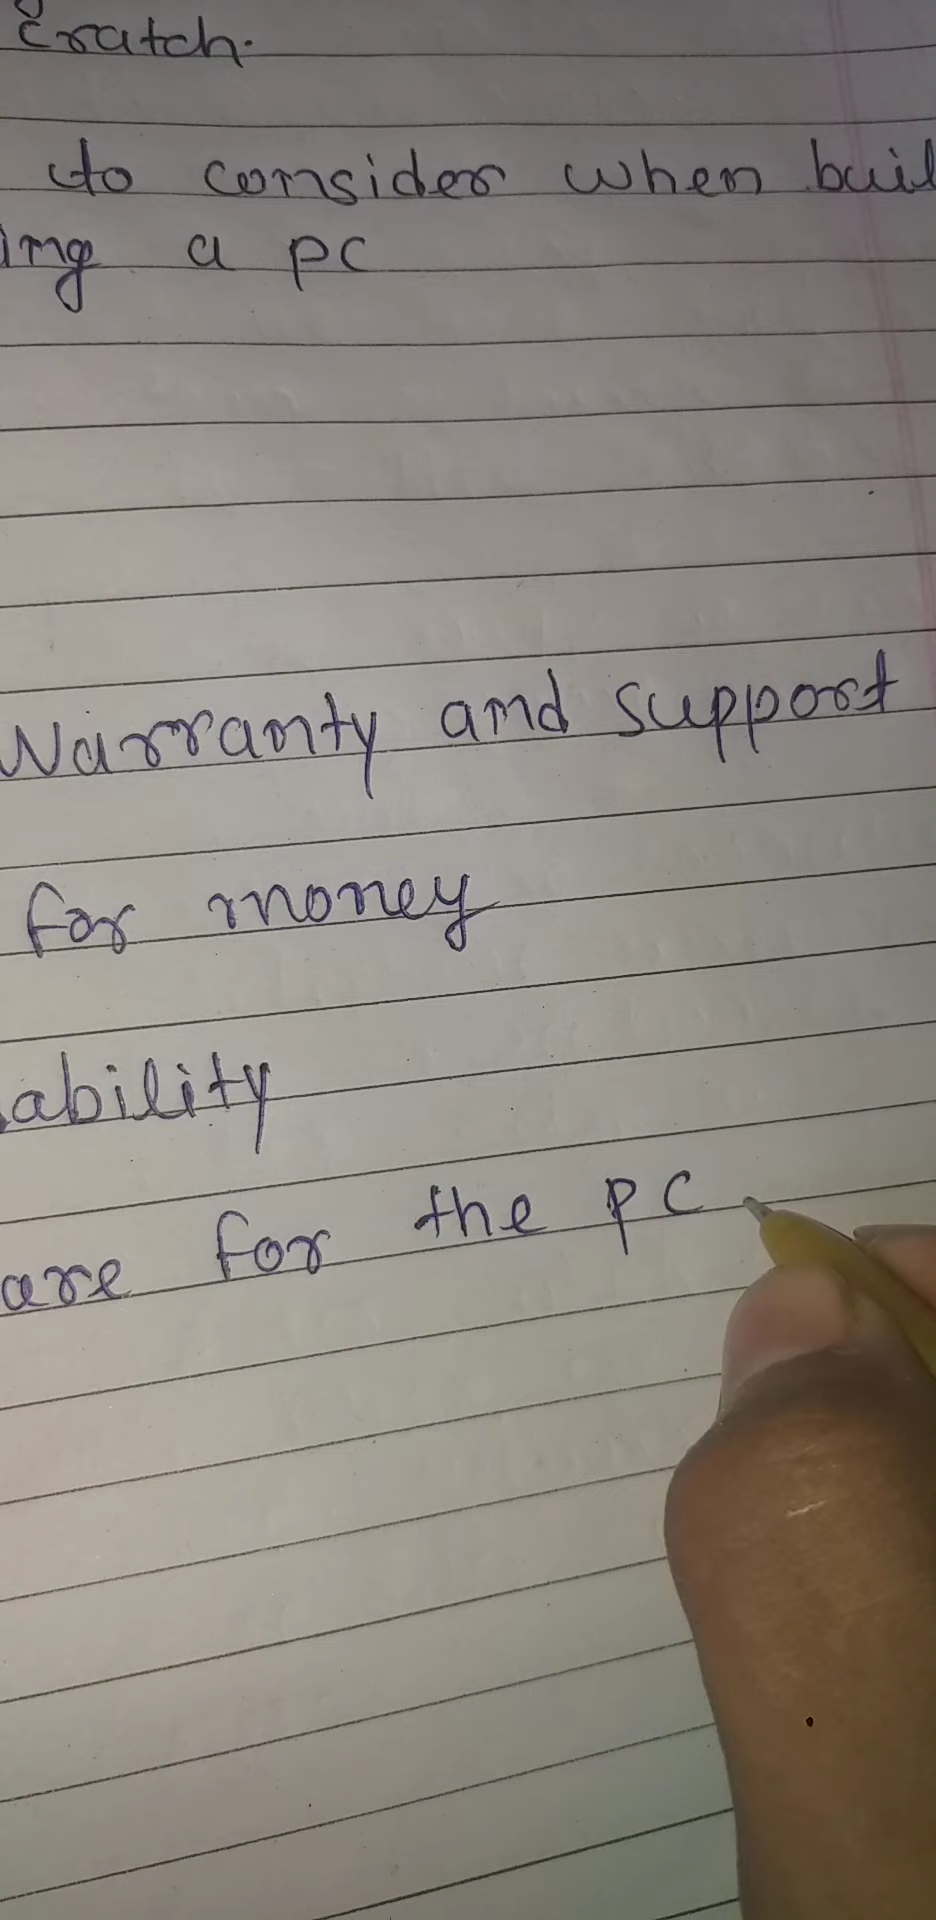 cratch.
to consider when buil
ing a pc
Warranty and support
for money
ability
are for the pc